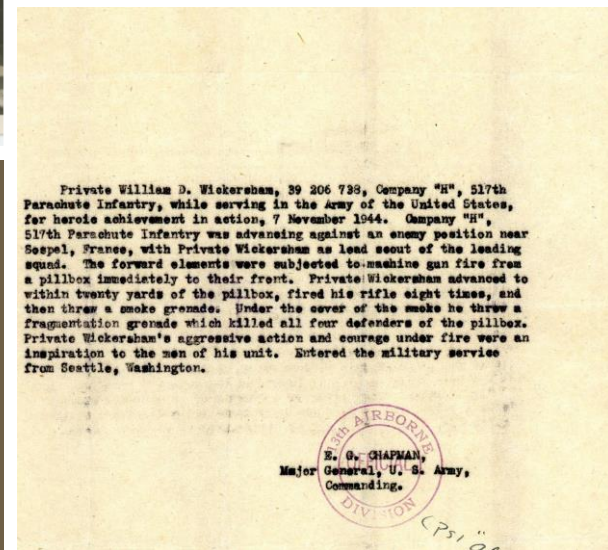 Private William D. Wickersham, 39 206 738, Company "H", 517th
Parachute Infantry, while serving in the Army of the United States,
for heroic achievement in action, 7 November 1944. Company "H",
517th Parachute Infantry was advancing against an enemy position near
Sospel, France, with Private Wickersham as lead scout of the leading
squad. The forward elements were subjected to machine gun fire from
a pillbox immediately to their front. Private Wickersham advanced to
within twenty yards of the pillbox, fired his rifle eight times, and
then threw a smoke grenade. Under the cover of the smoke he threw a
fragmentation grenade which killed all four defenders of the pillbox.
Private Wickersham's aggressive action and courage under fire were an
inspiration to the men of his unit. Entered the military service
from Seattle, Washington.
13th AIRBORNE
OFFICIAL
DIVISION
E. G. CHAPMAN,
Major General, U. S. Army,
Commanding.